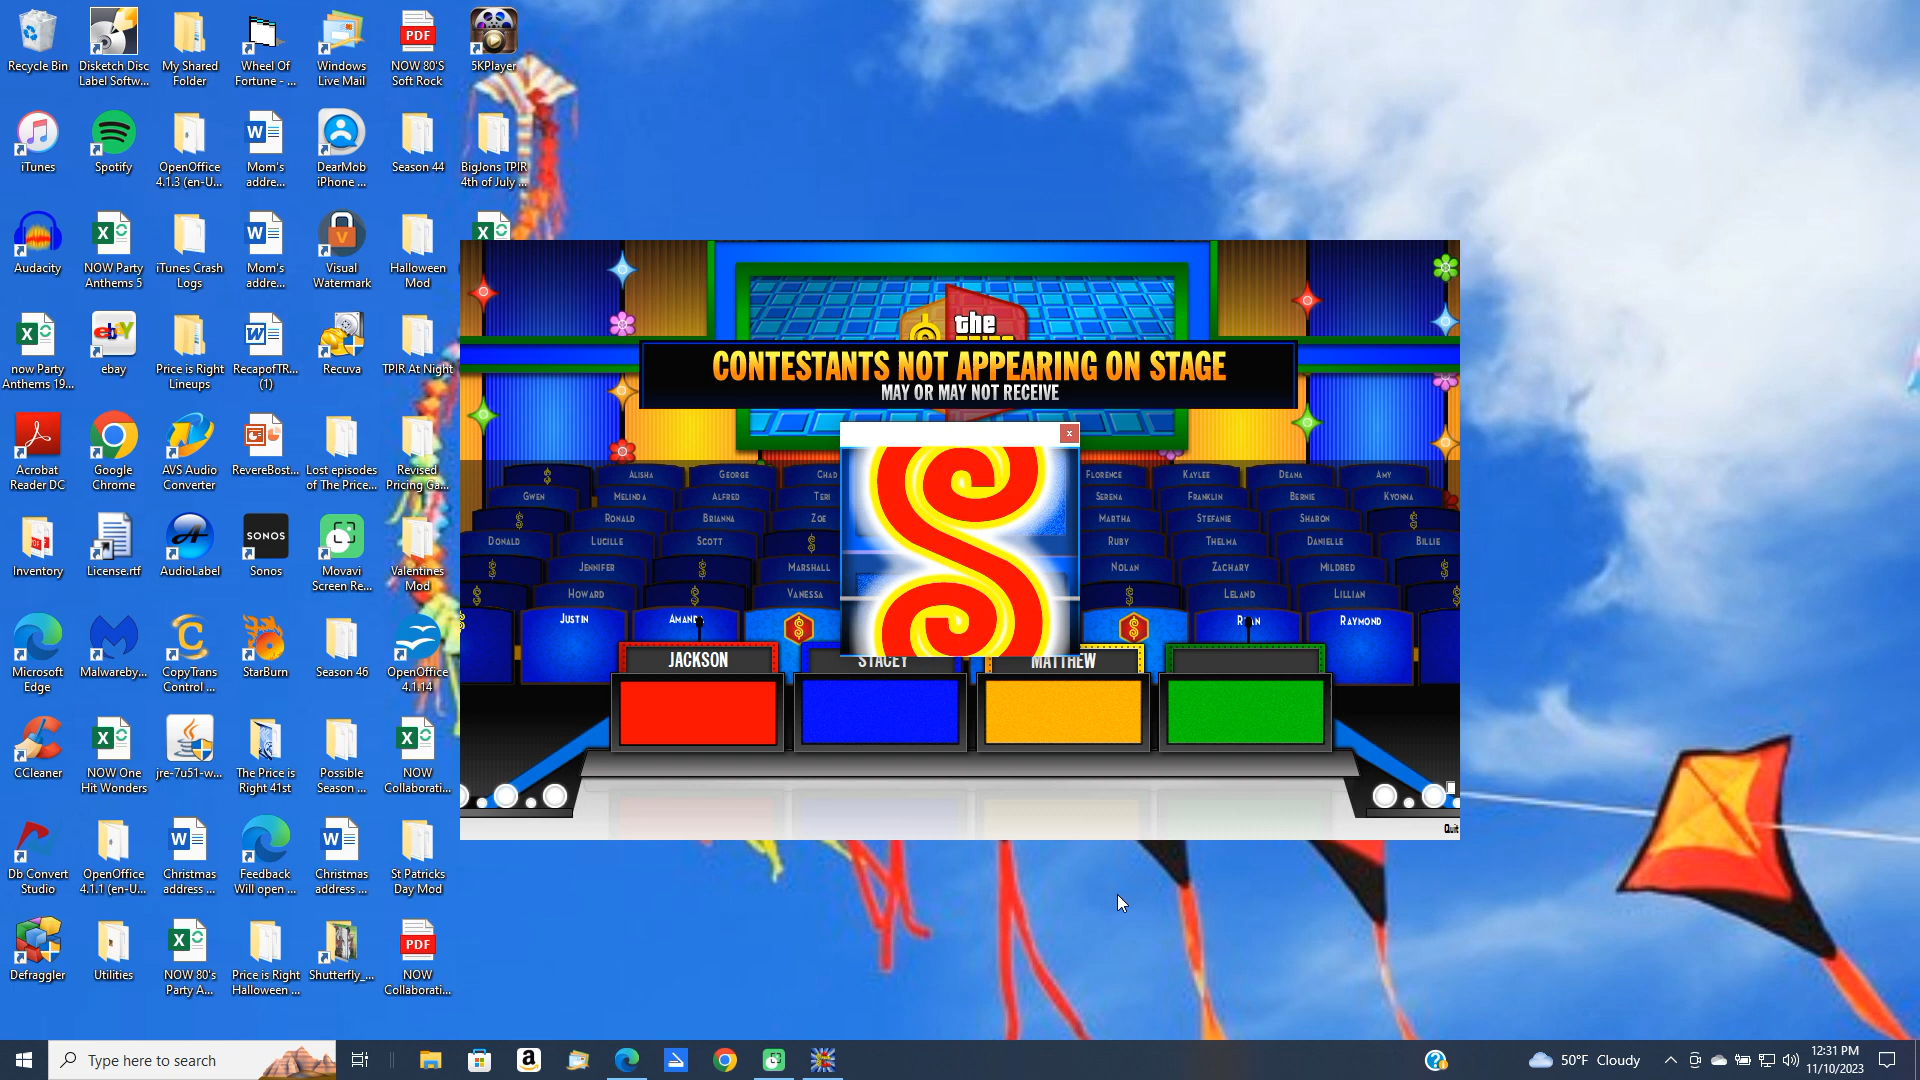 Recycle Bin
Disketch Disc
Label Softw...
My Shared
Folder
Wheel Of
Fortune - ...
Windows
Live Mail
NOW 80'S
Soft Rock
5KPlayer
iTunes
Spotify
OpenOffice
4.1.3 (en-U...
Mom's
addre...
DearMob
iPhone ...
Season 44
BigJons TPIR
4th of July ...
Audacity
NOW Party
Anthems 5
iTunes Crash
Logs
Mom's
addre...
Visual
Watermark
Halloween
Mod
now Party
Anthems 19...
ebay
Price is Right
Lineups
RecapofTR...
(1)
Recuva
TPIR At Night
Acrobat
Reader DC
Google
Chrome
AVS Audio
Converter
RevereBost...
Lost episodes
of The Price...
Revised
Pricing Ga...
Inventory
License.rtf
AudioLabel
SONOS
Sonos
Movavi
Screen Re...
Valentines
Mod
Microsoft
Edge
Malwareby...
CopyTrans
Control ...
StarBurn
Season 46
OpenOffice
4.1.14
CCleaner
NOW One
Hit Wonders
jre-7u51-w...
The Price is
Right 41st
Possible
Season ...
NOW
Collaborati...
Db Convert
Studio
OpenOffice
4.1.1 (en-U...
Christmas
address ...
Feedback
Will open ...
Christmas
address ...
St Patricks
Day Mod
Defraggler
Utilities
NOW 80's
Party A...
Price is Right
Halloween ...
Shutterfly_...
NOW
Collaborati...
the
CONTESTANTS NOT APPEARING ON STAGE
MAY OR MAY NOT RECEIVE
x
ALISHA GEORGE CHAD FLORENCE KAYLEE DEANA AMY
GWEN MELINDA ALFRED TERI SERENA FRANKLIN BERNIE KYONNA
RONALD BRIANNA ZOE MARTHA STEFANIE SHARON
DONALD LUCILLE SCOTT RUBY THELMA DANIELLE BILLIE
JENNIFER MARSHALL NOLAN ZACHARY MILDRED
HOWARD VANESSA LELAND LILLIAN
JUSTIN RAYMOND
JACKSON STACEY MATTHEW
Quit
Type here to search
50°F Cloudy
12:31 PM
11/10/2023